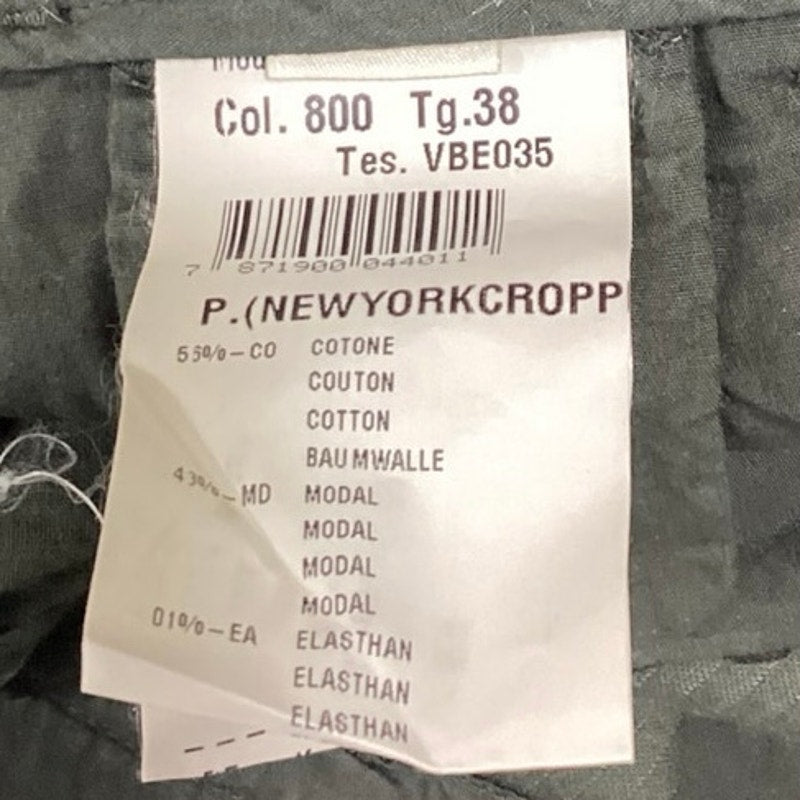 Col. 800 Tg.38
Tes. VBE035
7 871900 044011
P.(NEWYORKCROPP
56%-CO COTONE
COUTON
COTTON
BAUMWALLE
43%-MD MODAL
MODAL
MODAL
MODAL
01%-EA ELASTHAN
ELASTHAN
ELASTHAN